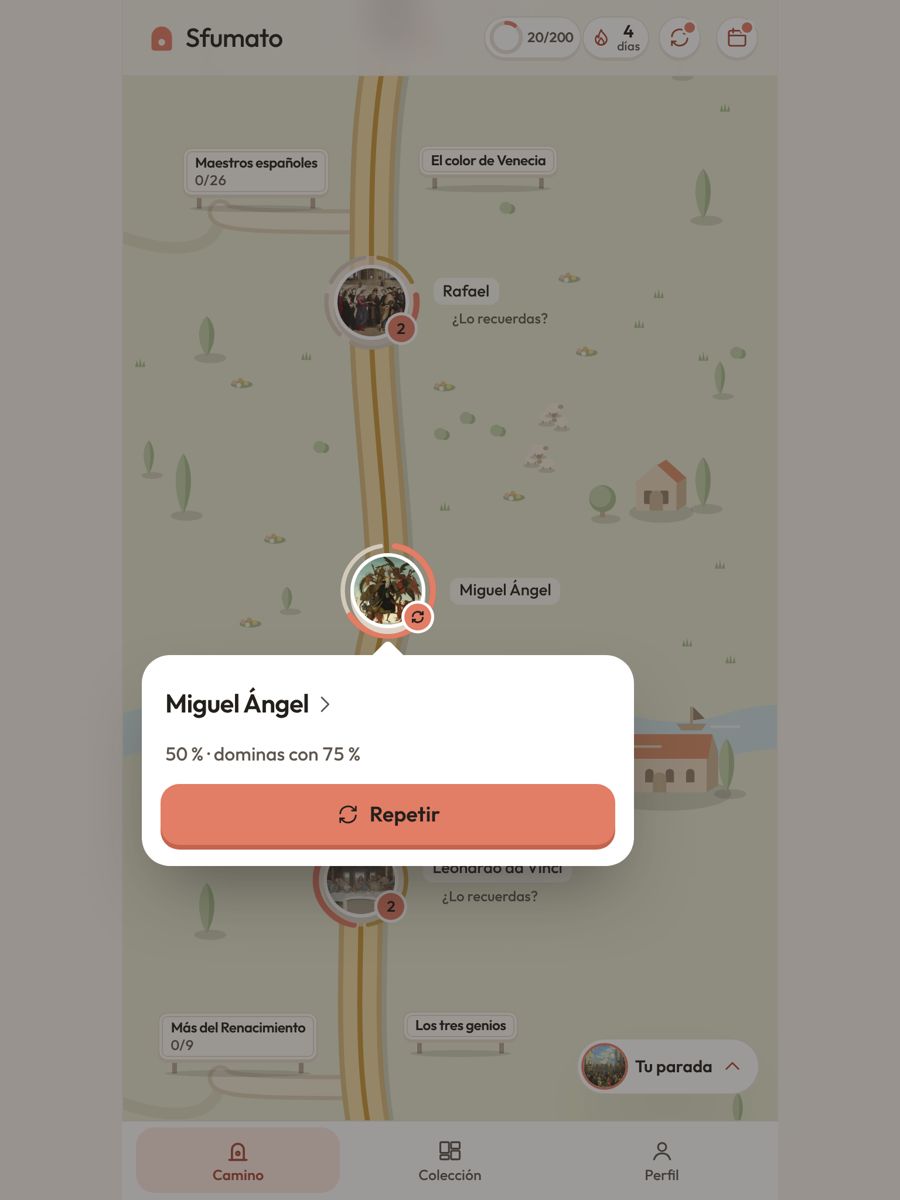 Sfumato
20/200
4
días
Maestros españoles
0/26
El color de Venecia
Rafael
¿Lo recuerdas?
2
Miguel Ángel
Miguel Ángel
50 % · dominas con 75 %
Repetir
Leonardo da Vinci
¿Lo recuerdas?
2
Más del Renacimiento
0/9
Los tres genios
Tu parada
Camino
Colección
Perfil